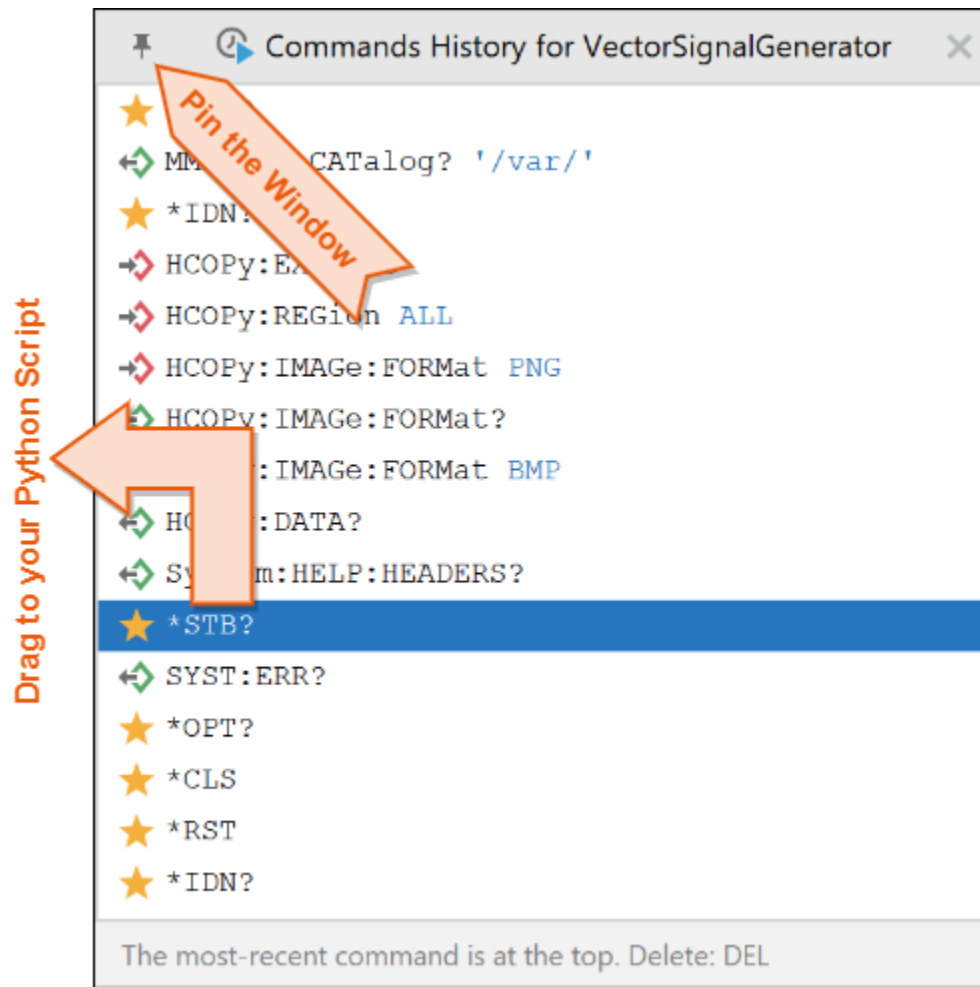 Commands History for VectorSignalGenerator
Pin the Window
CATalog? '/var/'
*IDN?
HCOPy:
HCOPy:REGion ALL
HCOPy:IMAGe:FORMat PNG
HCOPy:IMAGe:FORMat?
:IMAGe:FORMat BMP
:DATA?
:HELP:HEADERS?
*STB?
SYST:ERR?
*OPT?
*CLS
*RST
*IDN?
The most-recent command is at the top. Delete: DEL
Drag to your Python Script